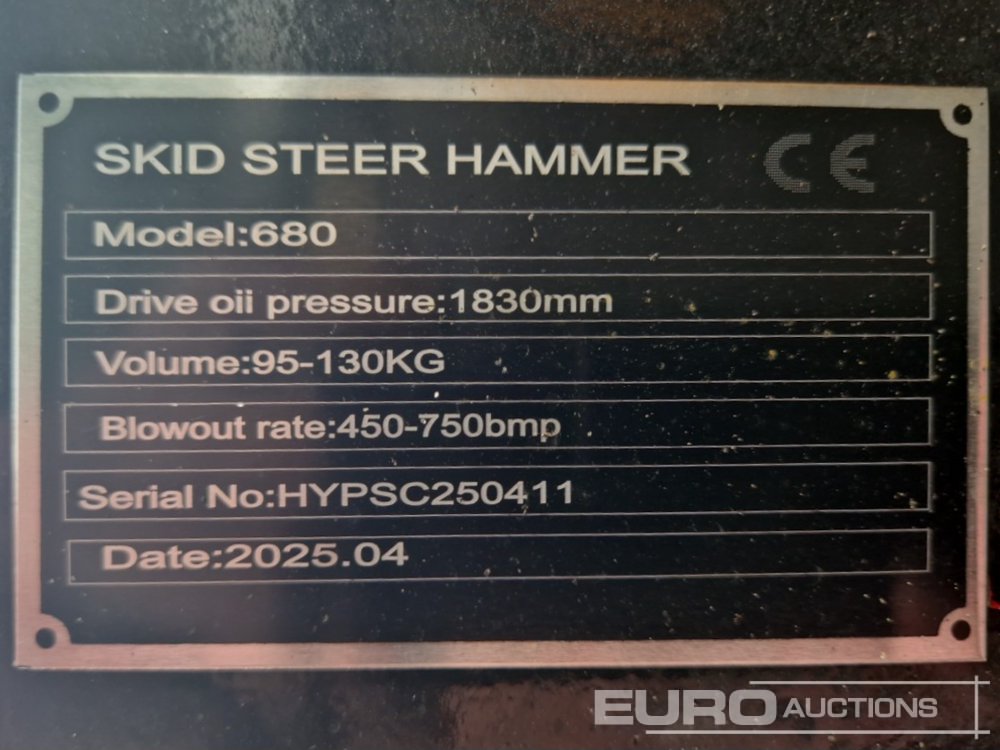 SKID STEER HAMMER CE
Model:680
Drive oii pressure:1830mm
Volume:95-130KG
Blowout rate:450-750bmp
Serial No:HYPSC250411
Date:2025.04
EURO AUCTIONS